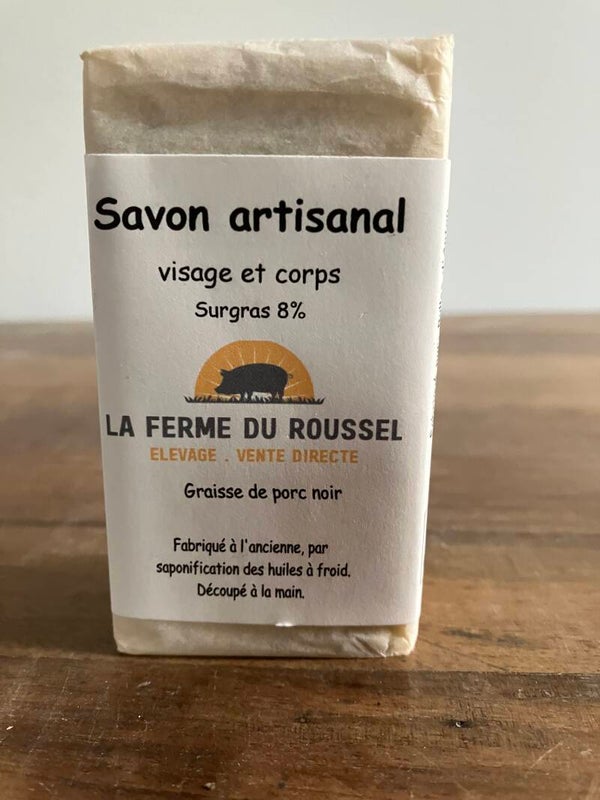 Savon artisanal
visage et corps
Surgras 8%
LA FERME DU ROUSSEL
ELEVAGE . VENTE DIRECTE
Graisse de porc noir
Fabriqué à l'ancienne, par
saponification des huiles à froid.
Découpé à la main.